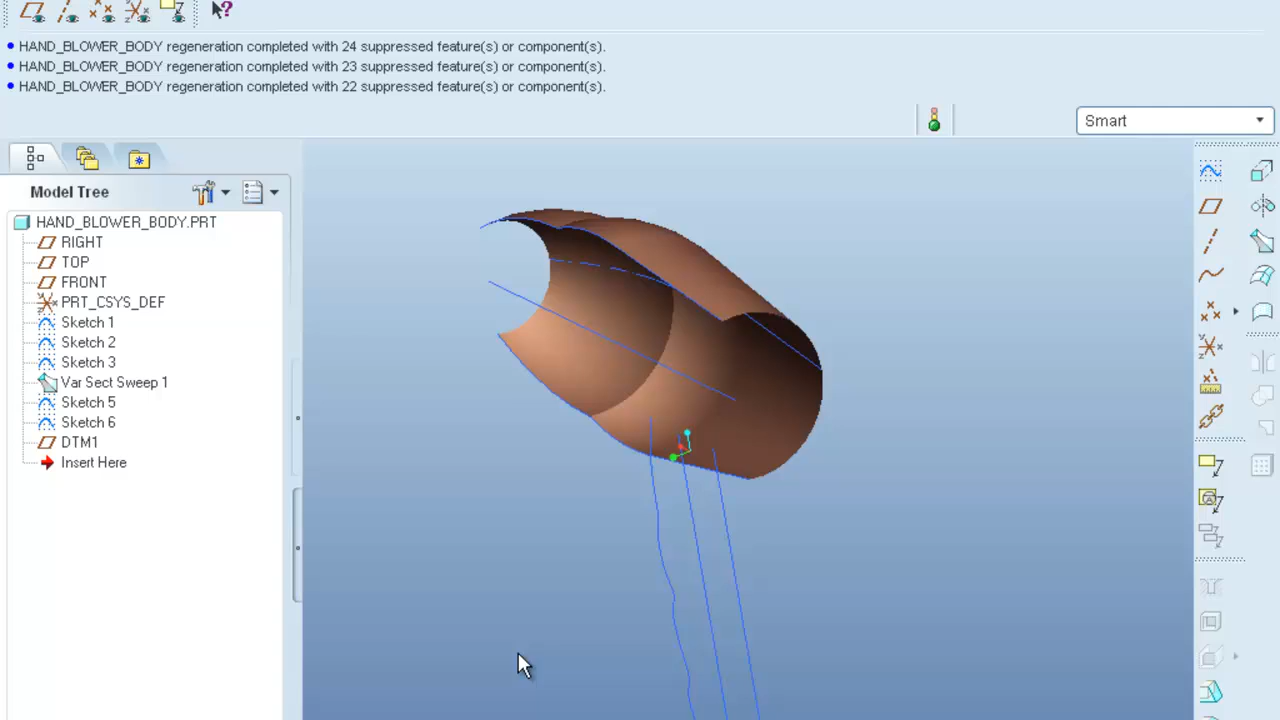 HAND_BLOWER_BODY regeneration completed with 24 suppressed feature(s) or component(s).
HAND_BLOWER_BODY regeneration completed with 23 suppressed feature(s) or component(s).
HAND_BLOWER_BODY regeneration completed with 22 suppressed feature(s) or component(s).
Smart
Model Tree
HAND_BLOWER_BODY.PRT
RIGHT
TOP
FRONT
PRT_CSYS_DEF
Sketch 1
Sketch 2
Sketch 3
Var Sect Sweep 1
Sketch 5
Sketch 6
DTM1
Insert Here